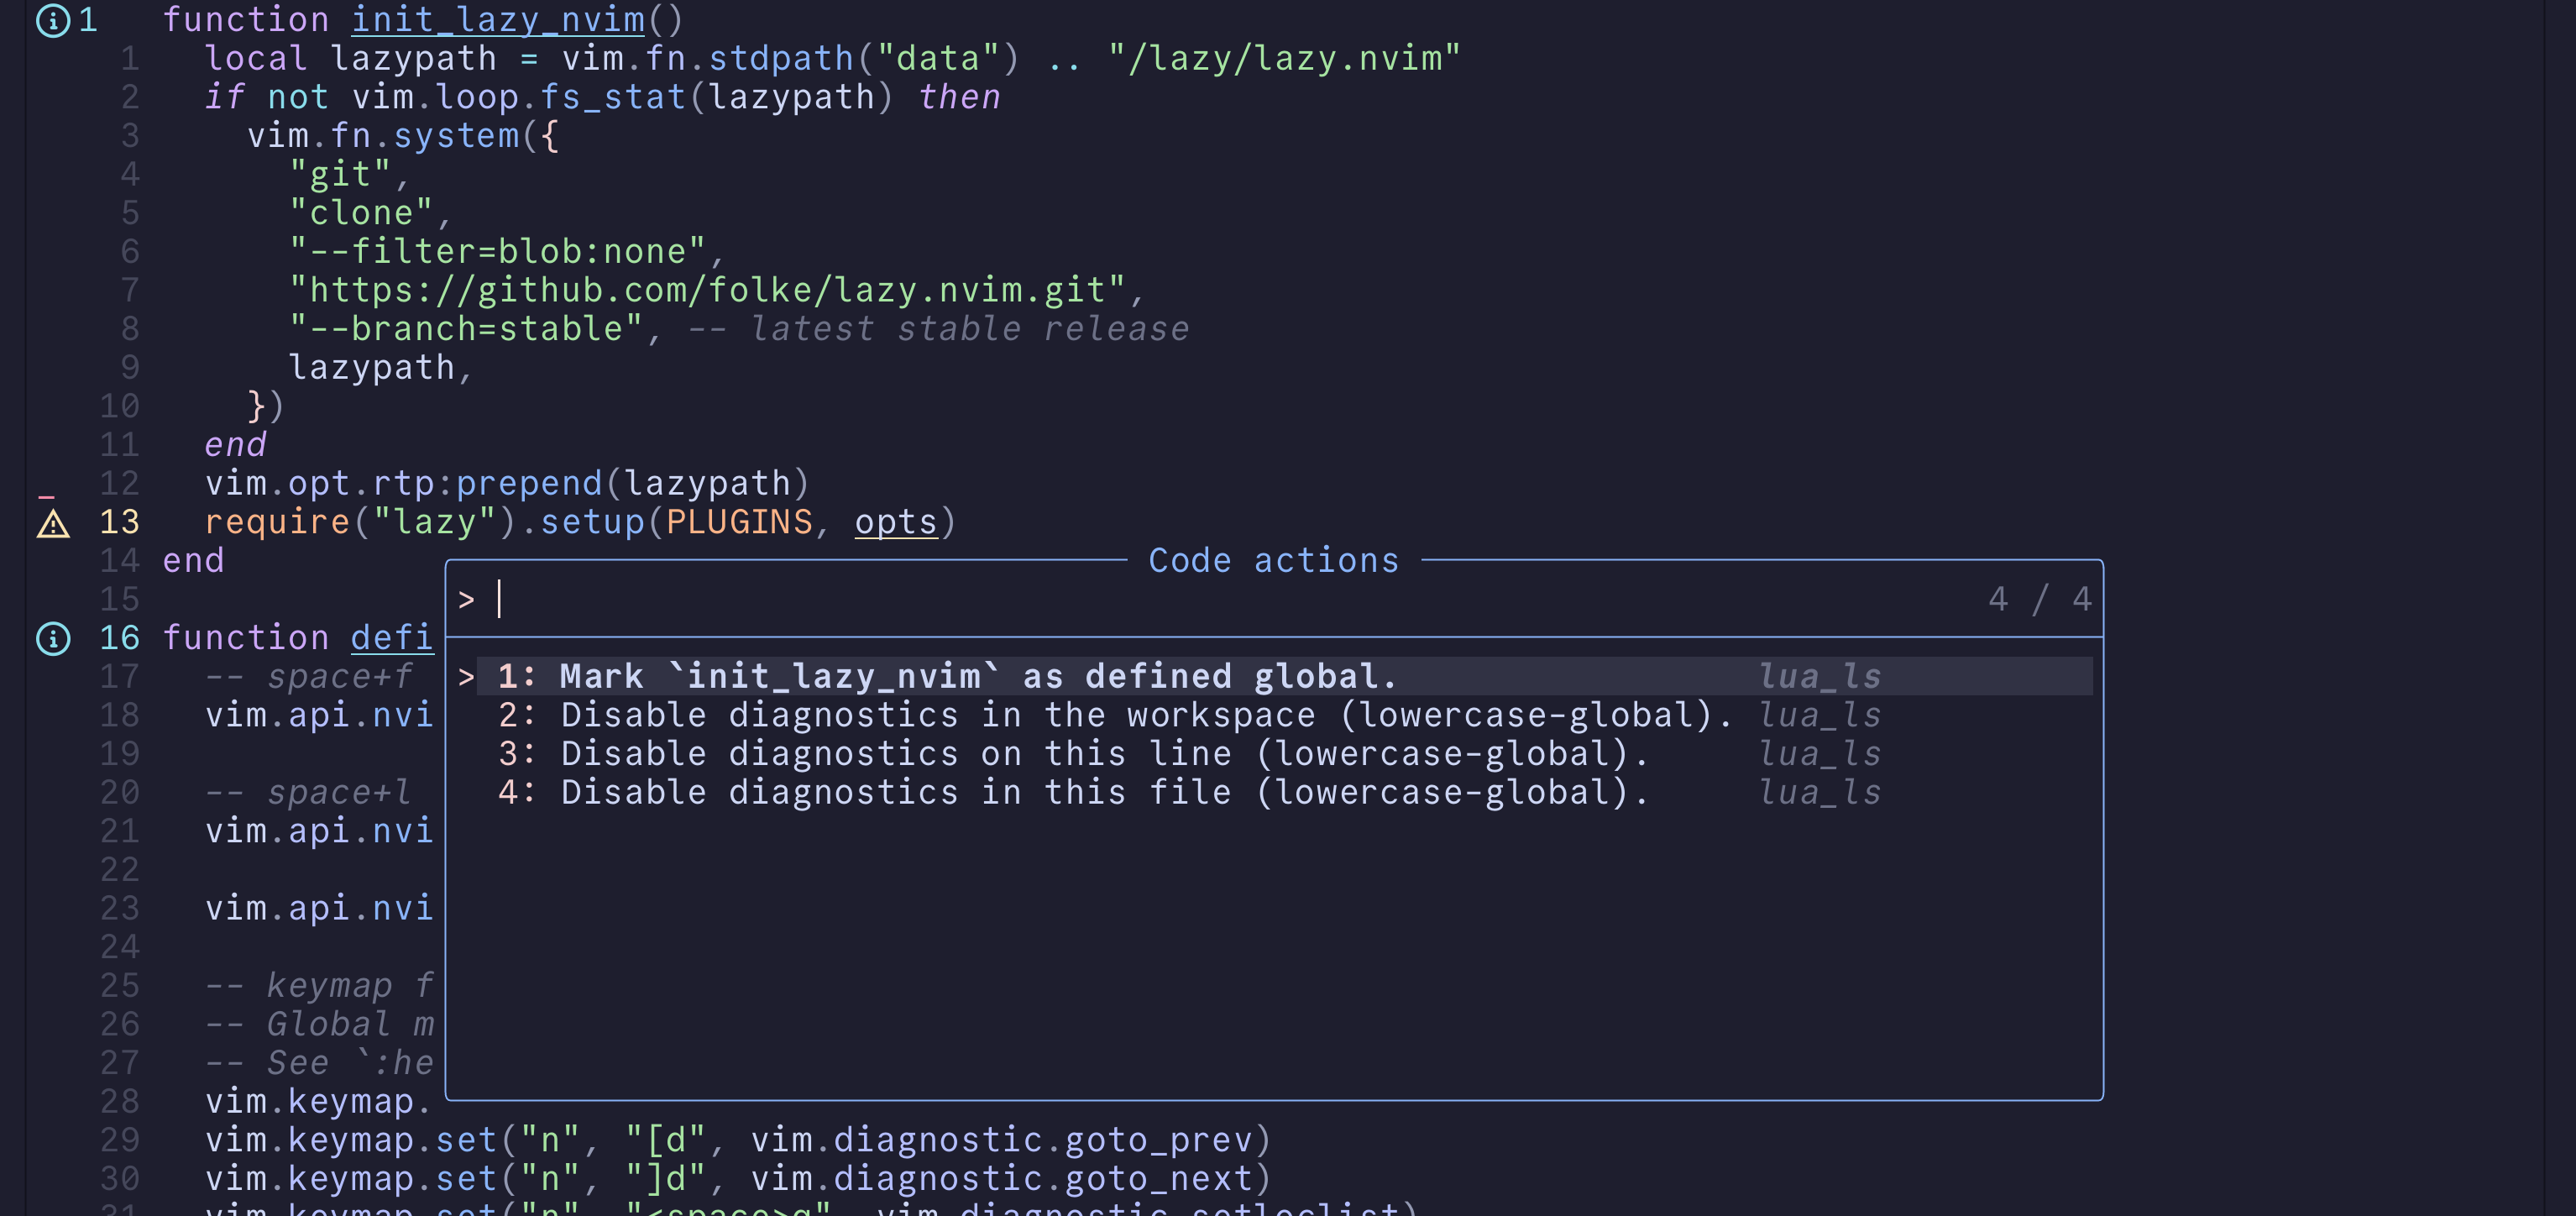 1 function init_lazy_nvim()
1 local lazypath = vim.fn.stdpath("data") .. "/lazy/lazy.nvim"
2 if not vim.loop.fs_stat(lazypath) then
3 vim.fn.system({
4 "git",
5 "clone",
6 "--filter=blob:none",
7 "https://github.com/folke/lazy.nvim.git",
8 "--branch=stable", -- latest stable release
9 lazypath,
10 })
11 end
12 vim.opt.rtp:prepend(lazypath)
13 require("lazy").setup(PLUGINS, opts)
14 end
Code actions
15
> 4 / 4
16 function defi
17 -- space+f
> 1: Mark `init_lazy_nvim` as defined global. lua_ls
18 vim.api.nvi
2: Disable diagnostics in the workspace (lowercase-global). lua_ls
19
3: Disable diagnostics on this line (lowercase-global). lua_ls
20 -- space+l
4: Disable diagnostics in this file (lowercase-global). lua_ls
21 vim.api.nvi
22
23 vim.api.nvi
24
25 -- keymap f
26 -- Global m
27 -- See `:he
28 vim.keymap.
29 vim.keymap.set("n", "[d", vim.diagnostic.goto_prev)
30 vim.keymap.set("n", "]d", vim.diagnostic.goto_next)
31 vim.keymap.set("n", "<space>q", vim.diagnostic.setloclist)